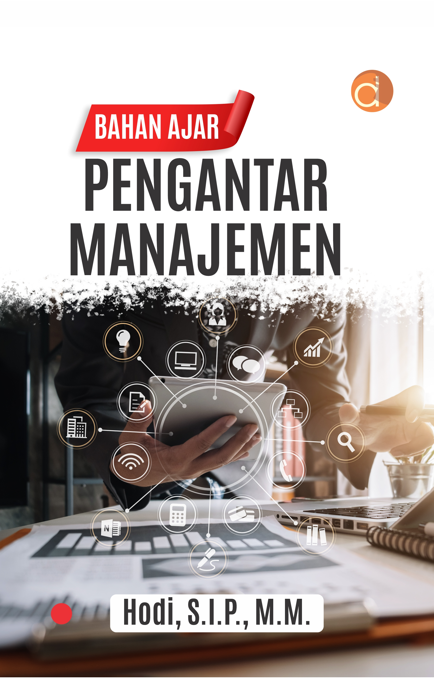 BAHAN AJAR
PENGANTAR
MANAJEMEN
Hodi, S.I.P., M.M.